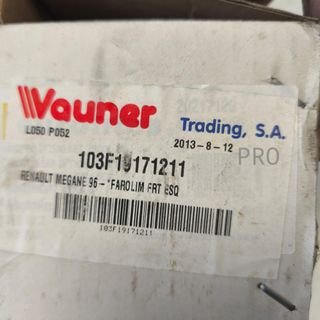 Vauner
Trading, S.A.
L050 P052
2013-8-12
PRO
103F19171211
RENAULT MEGANE 96-'FAROLIM FRT ESQ
103F19171211